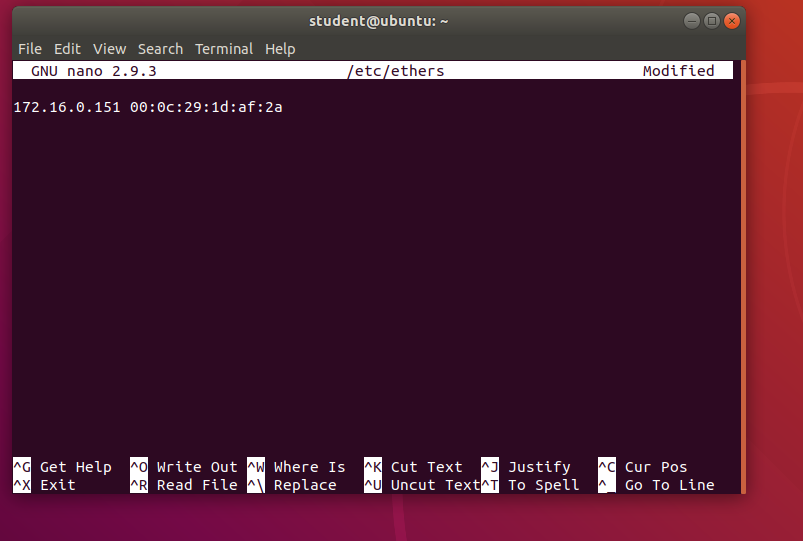 student@ubuntu: ~
File Edit View Search Terminal Help
GNU nano 2.9.3 /etc/ethers Modified
172.16.0.151 00:0c:29:1d:af:2a
^G Get Help ^O Write Out ^W Where Is ^K Cut Text ^J Justify ^C Cur Pos
^X Exit ^R Read File ^\ Replace ^U Uncut Text^T To Spell ^_ Go To Line